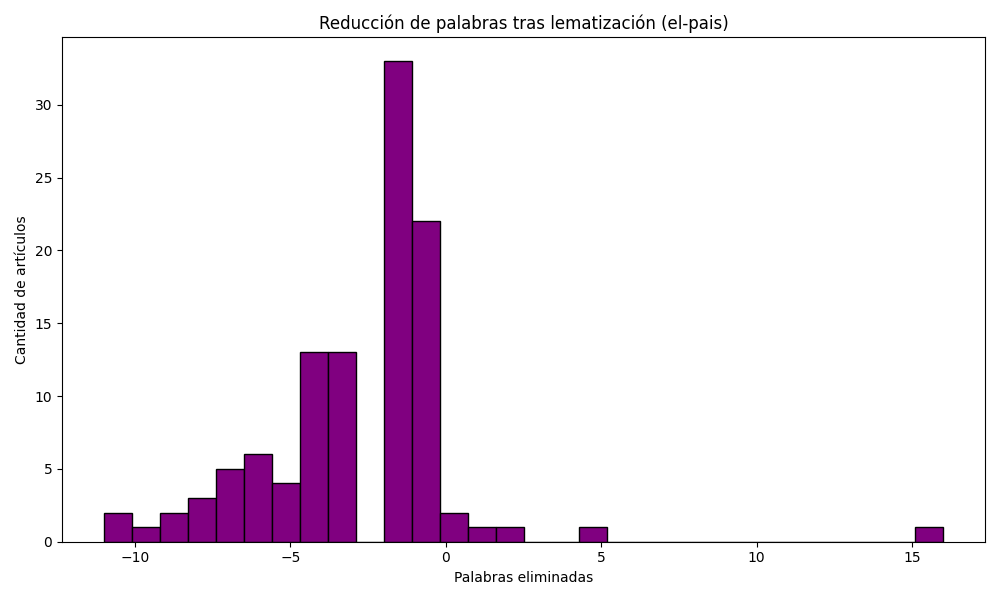 Reducción de palabras tras lematización (el-pais)
Cantidad de artículos
30
25
20
15
10
5
0
−10 −5 0 5 10 15
Palabras eliminadas